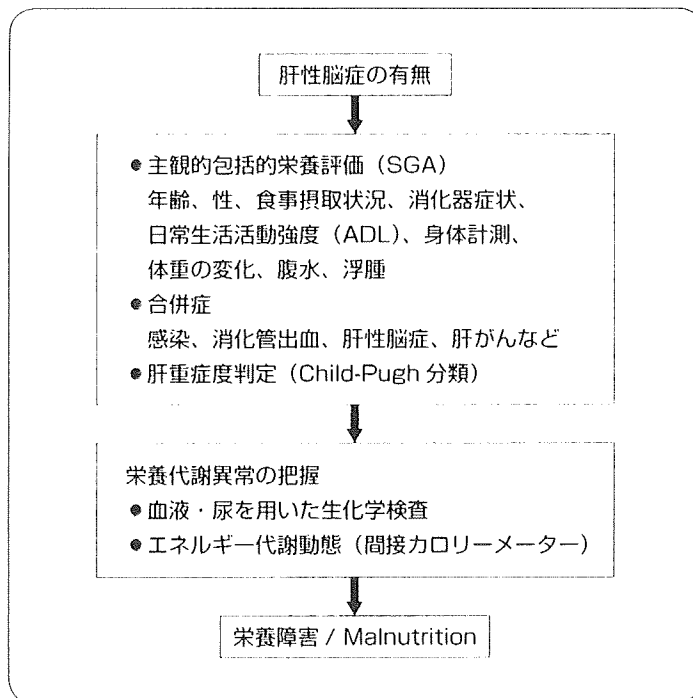 肝性脳症の有無
●主観的包括的栄養評価（SGA）
年齢、性、食事摂取状況、消化器症状、
日常生活活動強度（ADL）、身体計測、
体重の変化、腹水、浮腫
●合併症
感染、消化管出血、肝性脳症、肝がんなど
●肝重症度判定（Child-Pugh 分類）
栄養代謝異常の把握
●血液・尿を用いた生化学検査
●エネルギー代謝動態（間接カロリーメーター）
栄養障害 / Malnutrition